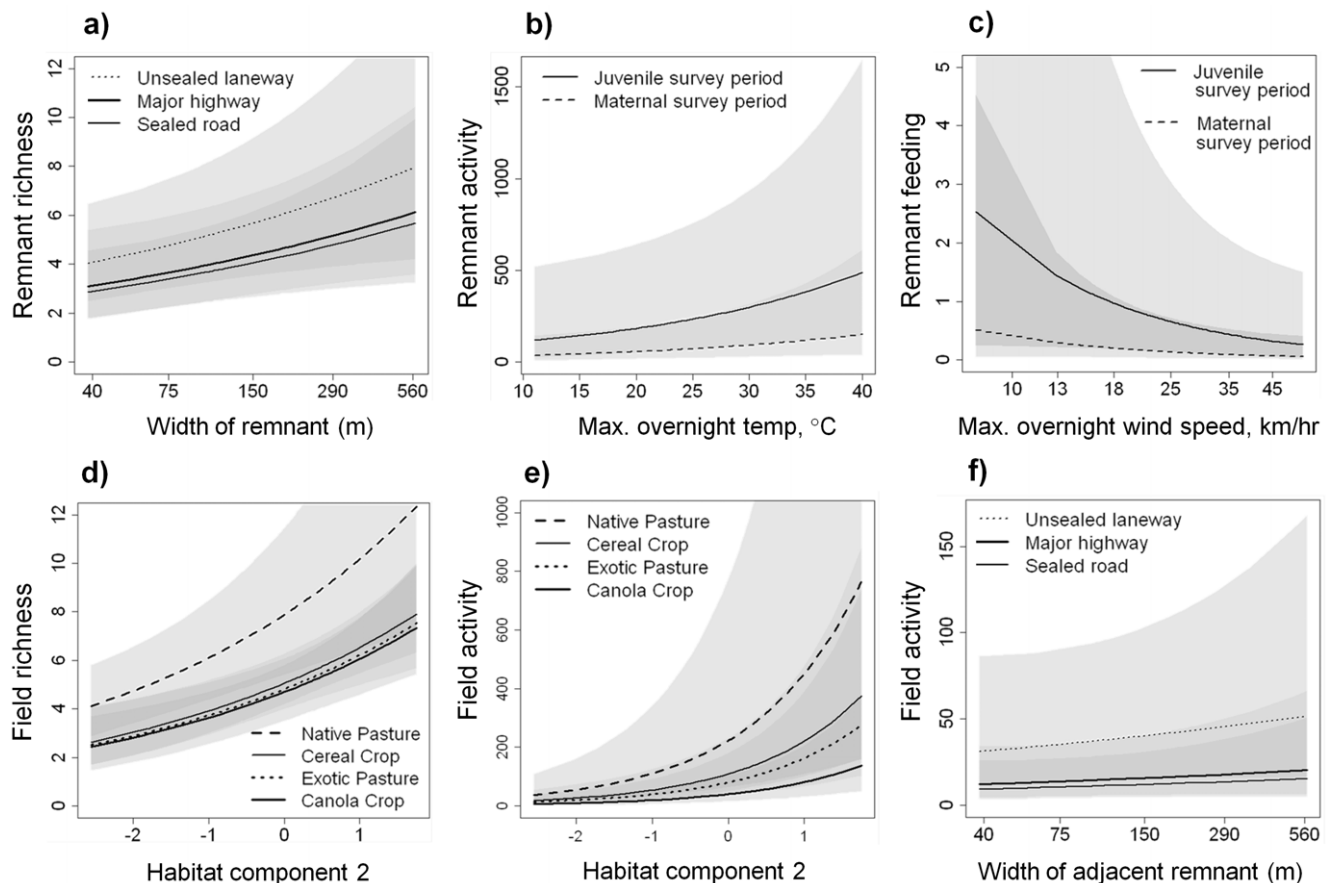 a)
Remnant richness
12
10
8
6
4
2
0
Unsealed laneway
Major highway
Sealed road
40 75 150 290 560
Width of remnant (m)
b)
Remnant activity
1500
1000
500
0
Juvenile survey period
Maternal survey period
10 15 20 25 30 35 40
Max. overnight temp, °C
c)
Remnant feeding
5
4
3
2
1
0
Juvenile
survey period
Maternal
survey period
10 13 18 25 35 45
Max. overnight wind speed, km/hr
d)
Field richness
12
10
8
6
4
2
0
Native Pasture
Cereal Crop
Exotic Pasture
Canola Crop
-2 -1 0 1
Habitat component 2
e)
Field activity
1000
800
600
400
200
0
Native Pasture
Cereal Crop
Exotic Pasture
Canola Crop
-2 -1 0 1
Habitat component 2
f)
Field activity
150
100
50
0
Unsealed laneway
Major highway
Sealed road
40 75 150 290 560
Width of adjacent remnant (m)